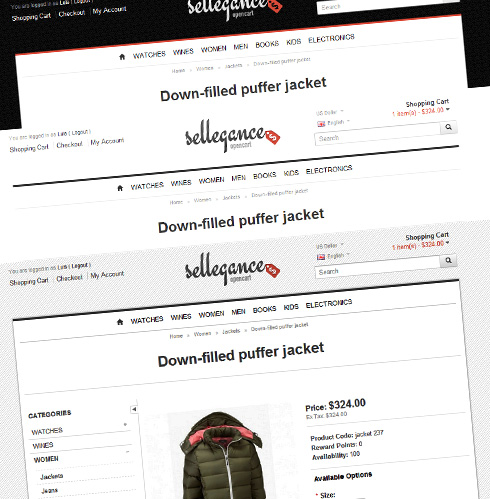 You are logged in as Luis ( Logout )
Shopping Cart Checkout My Account
sellegance
opencart
Search
WATCHES WINES WOMEN MEN BOOKS KIDS ELECTRONICS
Home » Women » Jackets » Down-filled puffer jacket
Down-filled puffer jacket
You are logged in as Luis ( Logout )
Shopping Cart Checkout My Account
sellegance
opencart
US Dollar
English
Shopping Cart
1 item(s) - $324.00
Search
WATCHES WINES WOMEN MEN BOOKS KIDS ELECTRONICS
Home » Women » Jackets » Down-filled puffer jacket
Down-filled puffer jacket
You are logged in as Luis ( Logout )
Shopping Cart Checkout My Account
sellegance
opencart
US Dollar
English
Shopping Cart
1 item(s) - $324.00
Search
WATCHES WINES WOMEN MEN BOOKS KIDS ELECTRONICS
Home » Women » Jackets » Down-filled puffer jacket
Down-filled puffer jacket
CATEGORIES
WATCHES
WINES
WOMEN
Jackets
Jeans
Price: $324.00
Ex Tax: $324.00
Product Code: jacket 237
Reward Points: 0
Availability: 100
Available Options
* Size: